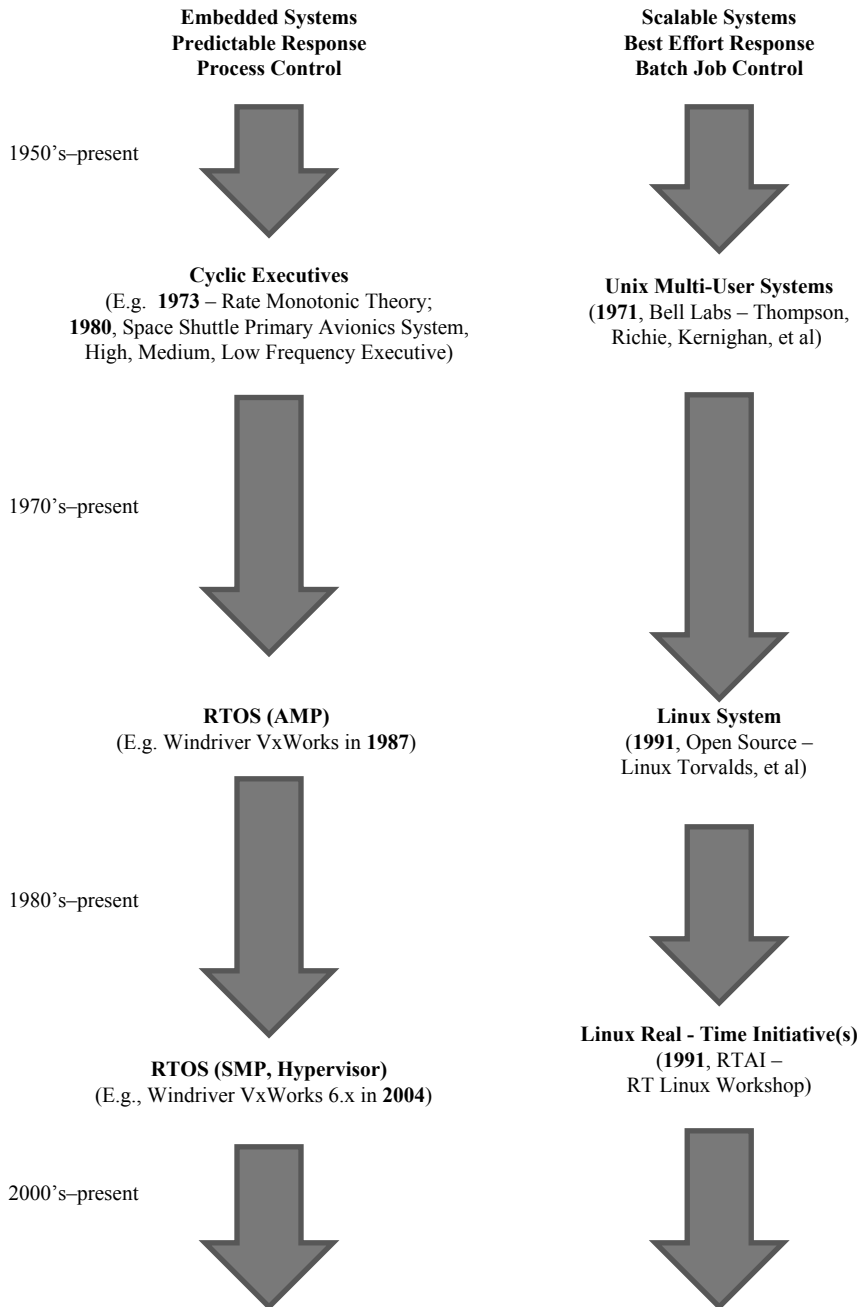 Embedded Systems
Predictable Response
Process Control
Scalable Systems
Best Effort Response
Batch Job Control
1950’s–present
Cyclic Executives
(E.g. 1973 – Rate Monotonic Theory;
1980, Space Shuttle Primary Avionics System,
High, Medium, Low Frequency Executive)
Unix Multi-User Systems
(1971, Bell Labs – Thompson,
Richie, Kernighan, et al)
1970’s–present
RTOS (AMP)
(E.g. Windriver VxWorks in 1987)
Linux System
(1991, Open Source –
Linux Torvalds, et al)
1980’s–present
RTOS (SMP, Hypervisor)
(E.g., Windriver VxWorks 6.x in 2004)
Linux Real - Time Initiative(s)
(1991, RTAI –
RT Linux Workshop)
2000’s–present